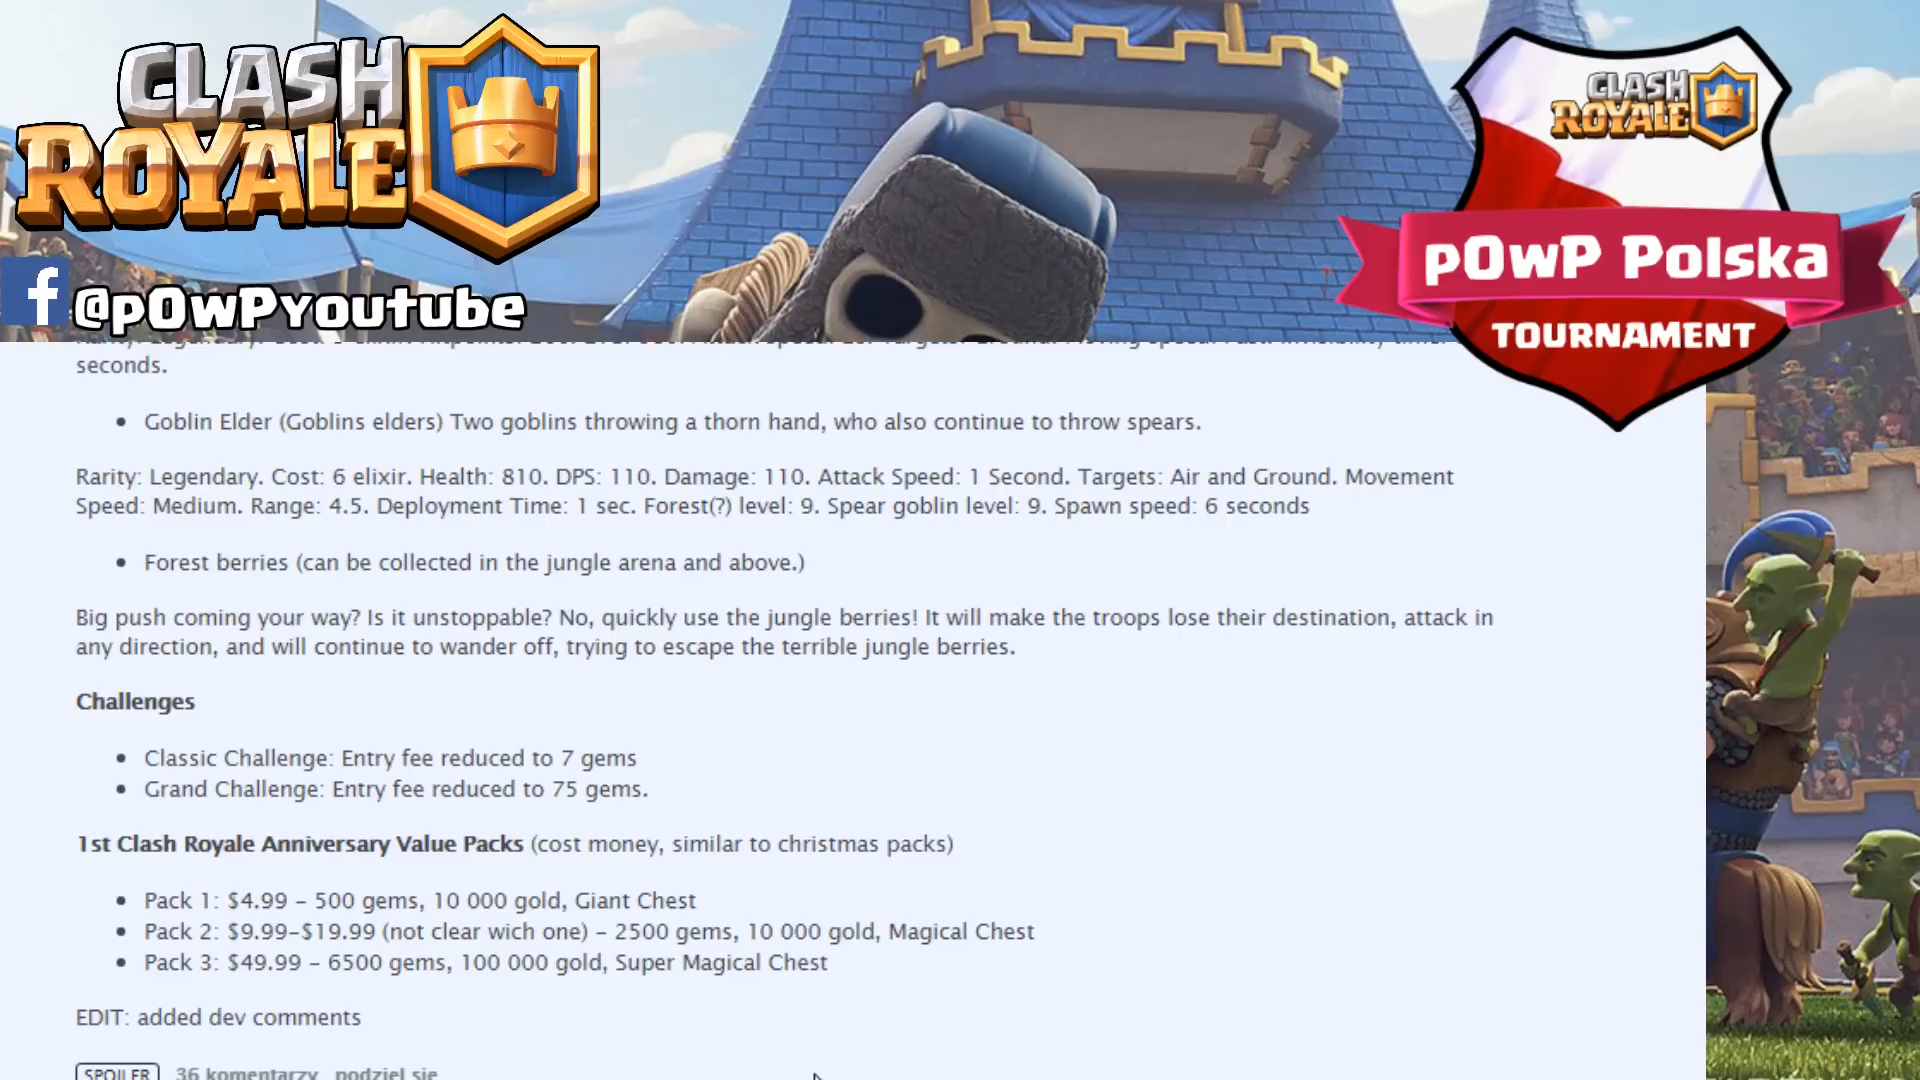 CLASH
ROYALE
@pOwPYoutube
CLASH
ROYALE
pOwP Polska
TOURNAMENT
seconds.
• Goblin Elder (Goblins elders) Two goblins throwing a thorn hand, who also continue to throw spears.
Rarity: Legendary. Cost: 6 elixir. Health: 810. DPS: 110. Damage: 110. Attack Speed: 1 Second. Targets: Air and Ground. Movement
Speed: Medium. Range: 4.5. Deployment Time: 1 sec. Forest(?) level: 9. Spear goblin level: 9. Spawn speed: 6 seconds
• Forest berries (can be collected in the jungle arena and above.)
Big push coming your way? Is it unstoppable? No, quickly use the jungle berries! It will make the troops lose their destination, attack in
any direction, and will continue to wander off, trying to escape the terrible jungle berries.
Challenges
• Classic Challenge: Entry fee reduced to 7 gems
• Grand Challenge: Entry fee reduced to 75 gems.
1st Clash Royale Anniversary Value Packs (cost money, similar to christmas packs)
• Pack 1: $4.99 – 500 gems, 10 000 gold, Giant Chest
• Pack 2: $9.99–$19.99 (not clear wich one) – 2500 gems, 10 000 gold, Magical Chest
• Pack 3: $49.99 – 6500 gems, 100 000 gold, Super Magical Chest
EDIT: added dev comments
SPOILER 36 komentarzy podziel się